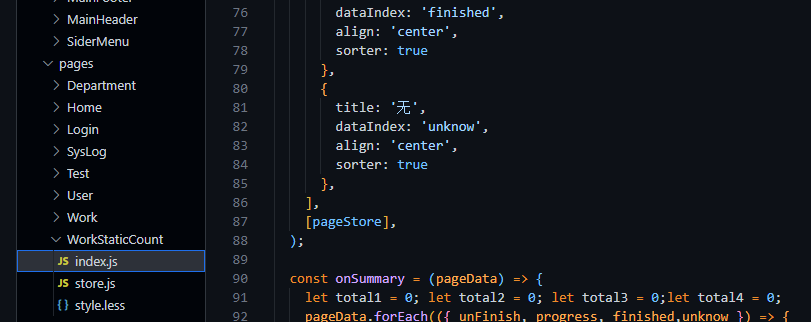 MainFooter
MainHeader
SiderMenu
pages
Department
Home
Login
SysLog
Test
User
Work
WorkStaticCount
JS index.js
JS store.js
{} style.less
76 dataIndex: 'finished',
77 align: 'center',
78 sorter: true
79 },
80 {
81 title: '无',
82 dataIndex: 'unknow',
83 align: 'center',
84 sorter: true
85 },
86 ],
87 [pageStore],
88 );
89
90 const onSummary = (pageData) => {
91 let total1 = 0; let total2 = 0; let total3 = 0;let total4 = 0;
92 pageData.forEach(({ unFinish, progress, finished,unknow }) => {